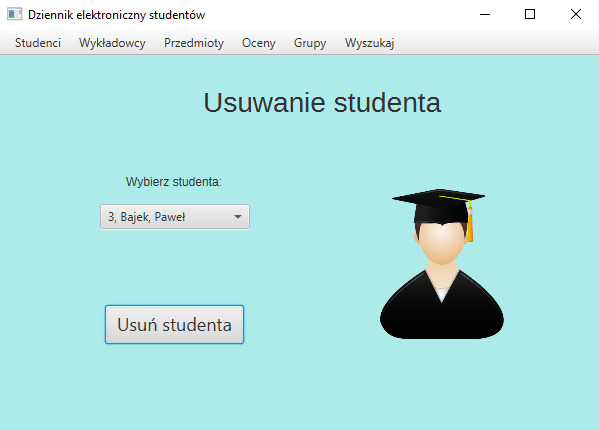 Dziennik elektroniczny studentów
Studenci Wykładowcy Przedmioty Oceny Grupy Wyszukaj
Usuwanie studenta
Wybierz studenta:
3, Bajek, Paweł
Usuń studenta